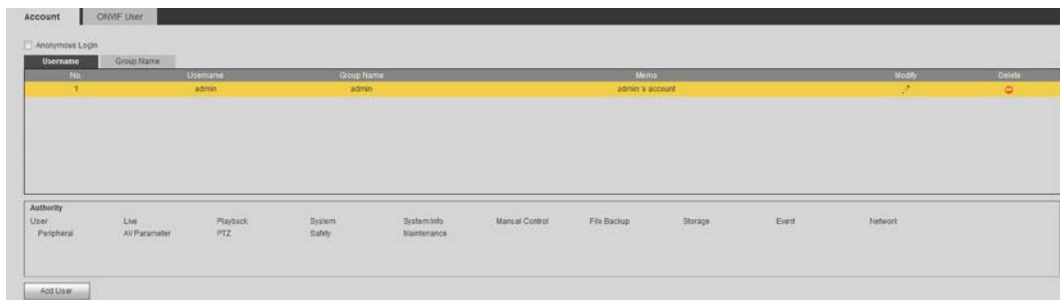 Account ONVIF User
Anonymous Login
Username Group Name
No. Username Group Name Memo Modify Delete
1 admin admin admin 's account
Authority
User Live Playback System System Info Manual Control File Backup Storage Event Network
Peripheral AV Parameter PTZ Safety Maintenance
Add User